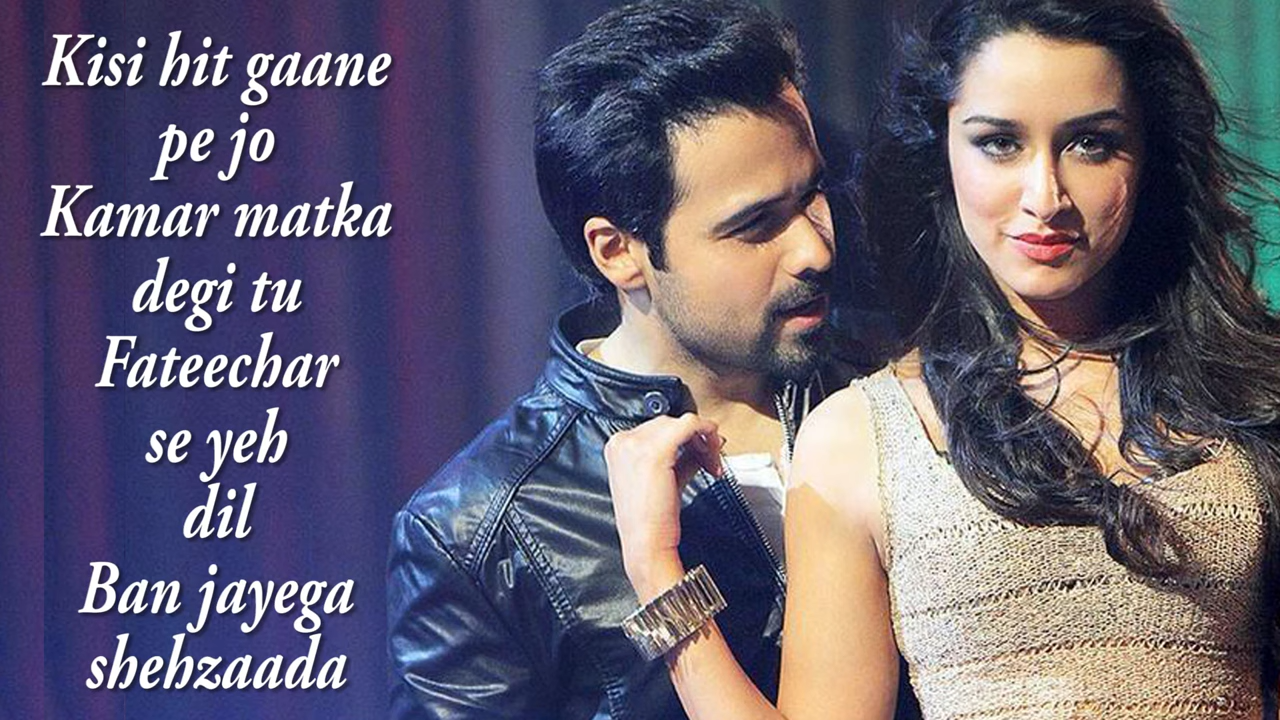 Kisi hit gaane
pe jo
Kamar matka
degi tu
Fateechar
se yeh
dil
Ban jayega
shehzaada